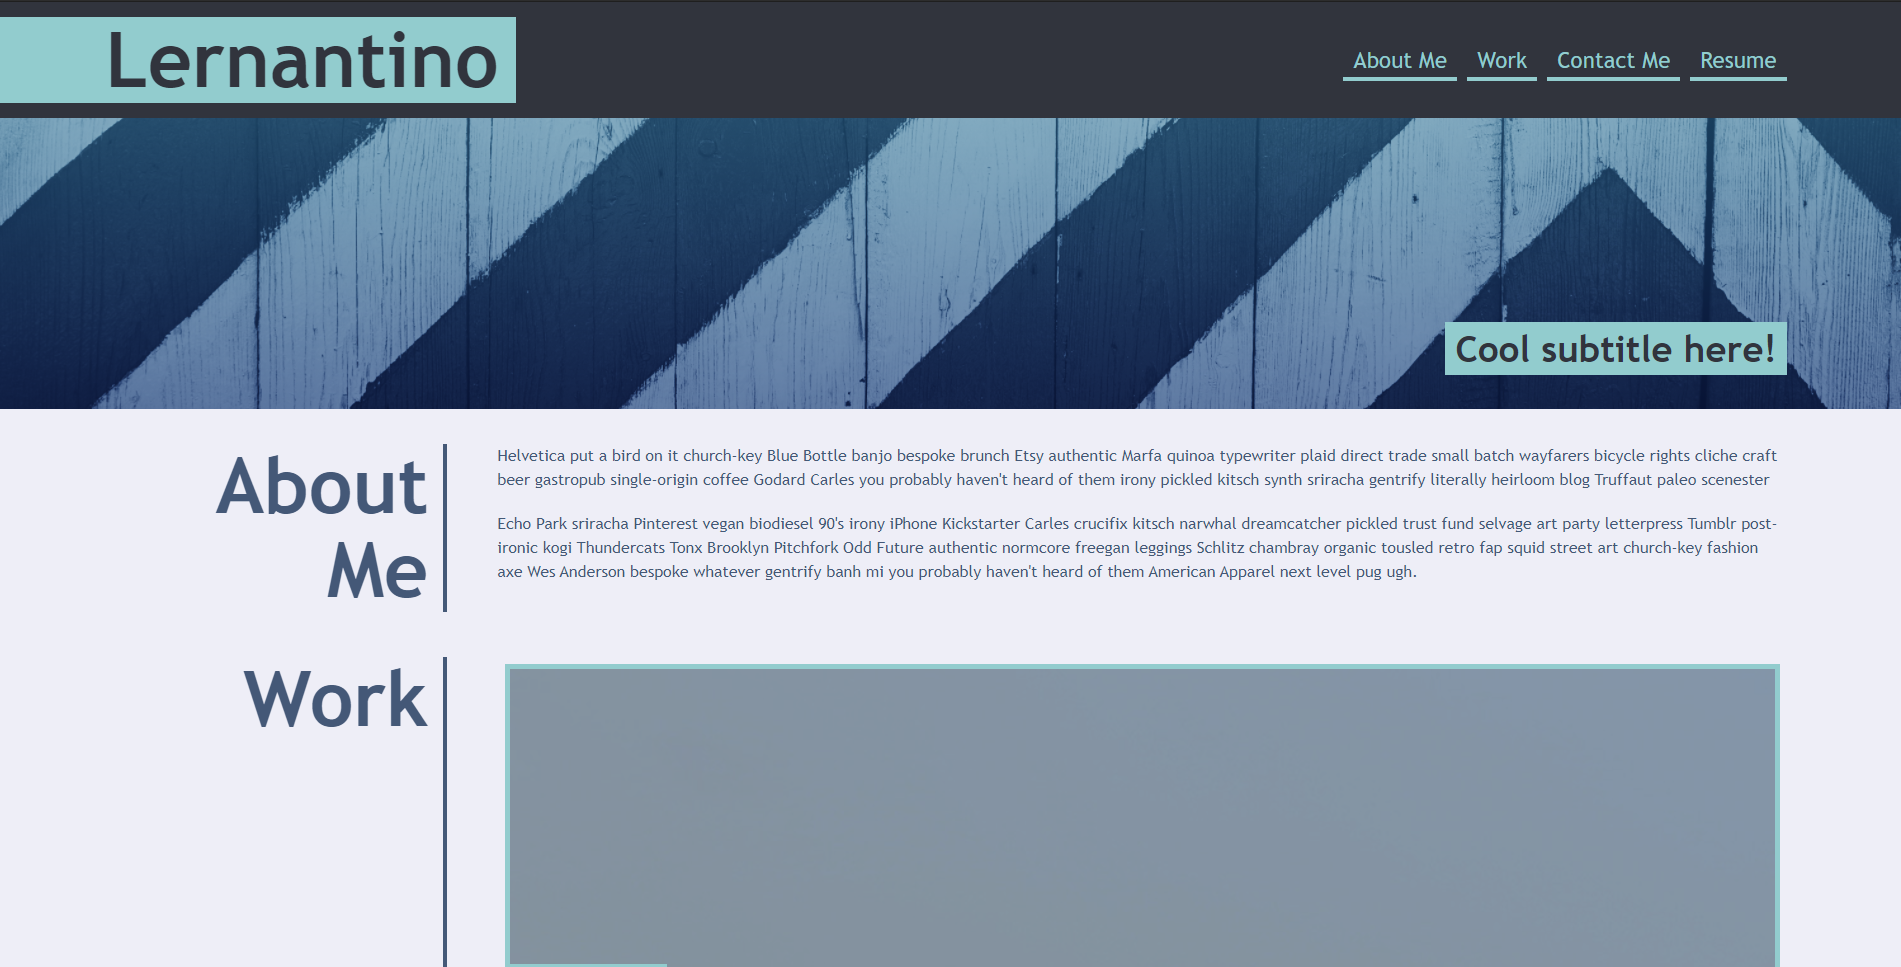 Lernantino
About Me Work Contact Me Resume
Cool subtitle here!
About
Me
Helvetica put a bird on it church-key Blue Bottle banjo bespoke brunch Etsy authentic Marfa quinoa typewriter plaid direct trade small batch wayfarers bicycle rights cliche craft
beer gastropub single-origin coffee Godard Carles you probably haven't heard of them irony pickled kitsch synth sriracha gentrify literally heirloom blog Truffaut paleo scenester
Echo Park sriracha Pinterest vegan biodiesel 90's irony iPhone Kickstarter Carles crucifix kitsch narwhal dreamcatcher pickled trust fund selvage art party letterpress Tumblr post-
ironic kogi Thundercats Tonx Brooklyn Pitchfork Odd Future authentic normcore freegan leggings Schlitz chambray organic tousled retro fap squid street art church-key fashion
axe Wes Anderson bespoke whatever gentrify banh mi you probably haven't heard of them American Apparel next level pug ugh.
Work